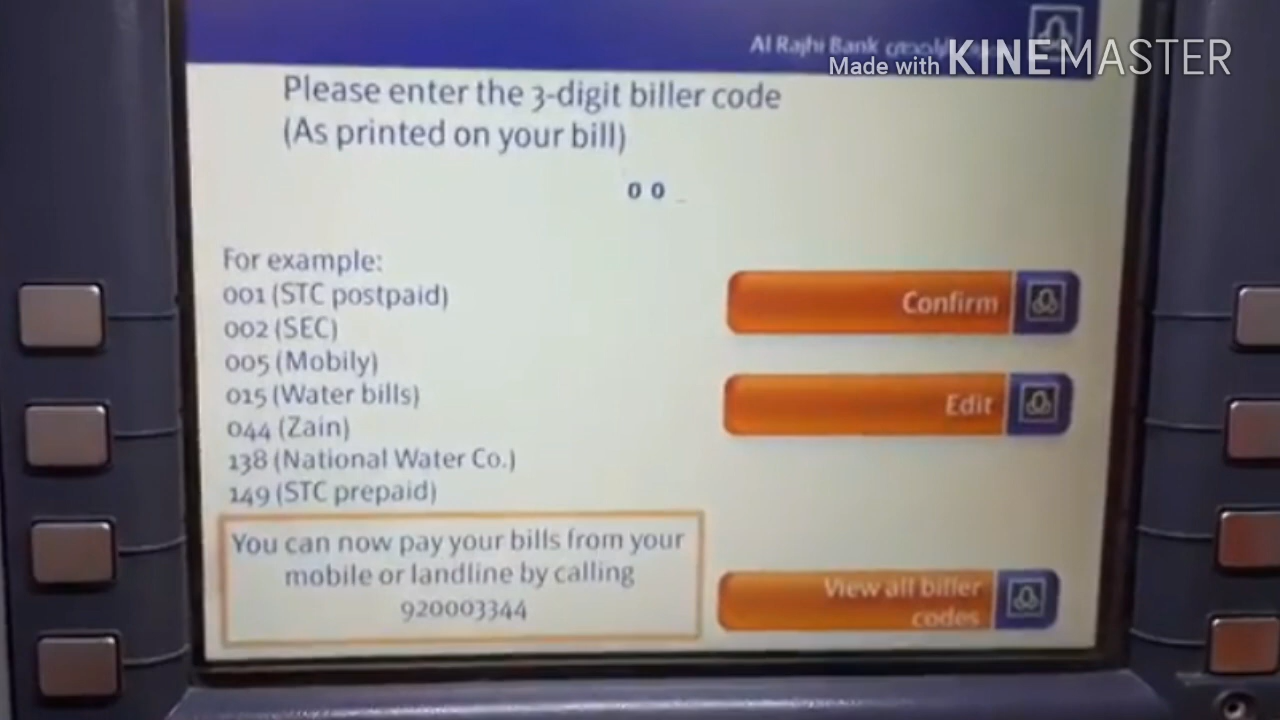 Al Rajhi Bank
Made with KINEMASTER
Please enter the 3-digit biller code
(As printed on your bill)
0 0 _
For example:
001 (STC postpaid)
002 (SEC)
005 (Mobily)
015 (Water bills)
044 (Zain)
138 (National Water Co.)
149 (STC prepaid)
Confirm
Edit
You can now pay your bills from your
mobile or landline by calling
920003344
View all biller
codes